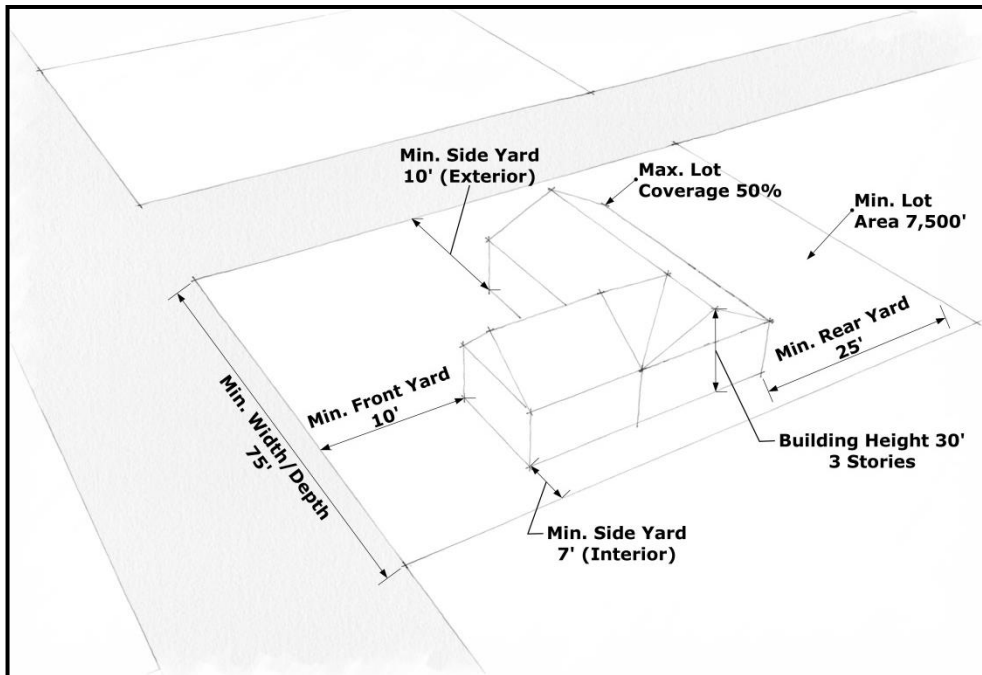 Min. Side Yard
10' (Exterior)
Max. Lot
Coverage 50%
Min. Lot
Area 7,500'
Min. Rear Yard
25'
Min. Front Yard
10'
Min. Width/Depth
75'
Building Height 30'
3 Stories
Min. Side Yard
7' (Interior)